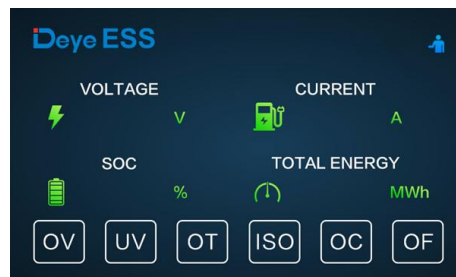 Deye ESS
VOLTAGE CURRENT
V A
SOC TOTAL ENERGY
% MWh
OV UV OT ISO OC OF